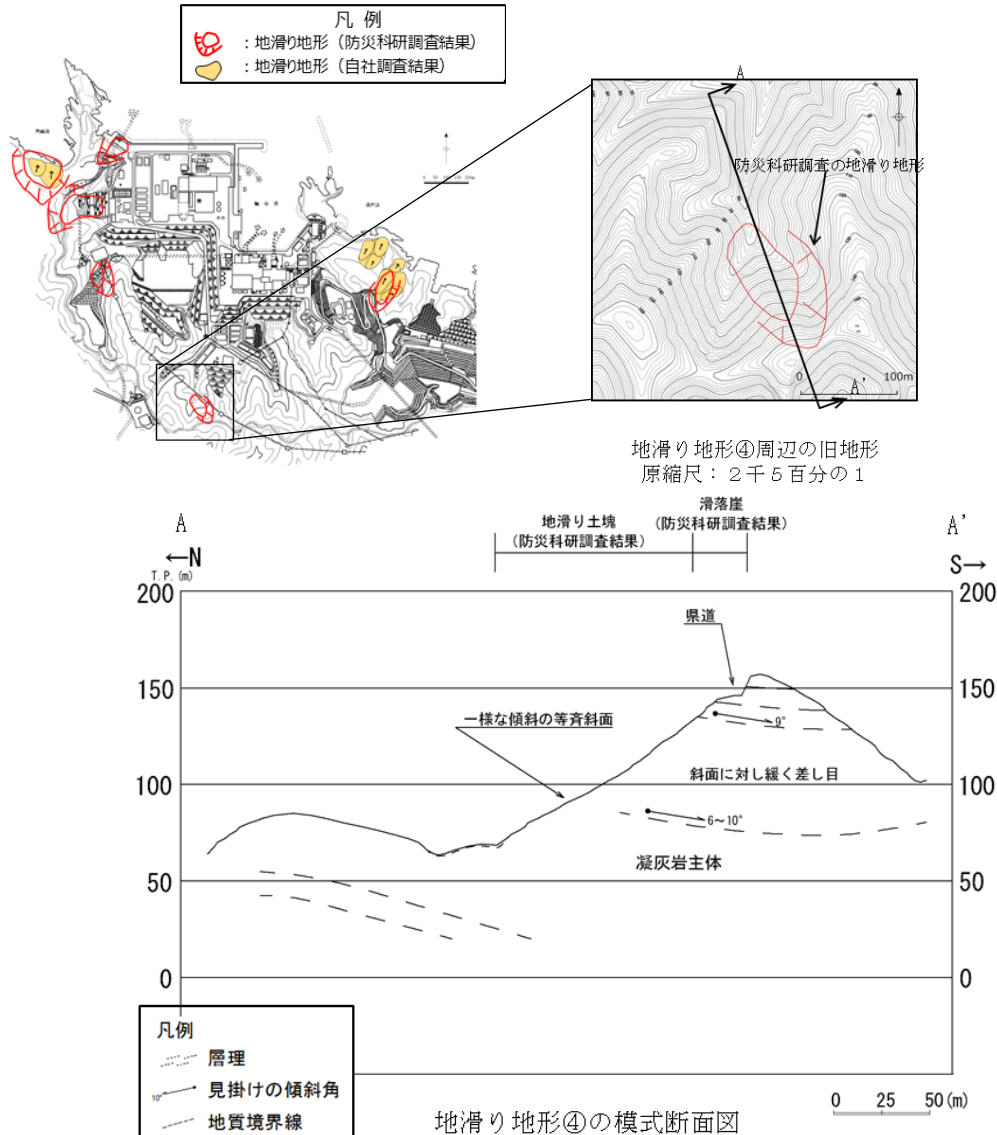 凡 例
：地滑り地形（防災科研調査結果）
：地滑り地形（自社調査結果）
A
防災科研調査の地滑り地形
0 100m
A'
地滑り地形④周辺の旧地形
原縮尺：２千５百分の１
滑落崖
（防災科研調査結果）
地滑り土塊
（防災科研調査結果）
A
A'
←N
S→
T.P.(m)
200
200
県道
150
150
一様な傾斜の等斉斜面
9°
斜面に対し緩く差し目
100
100
6～10°
凝灰岩主体
50
50
0
0
凡例
層理
10°
見掛けの傾斜角
地質境界線
地滑り地形④の模式断面図
0 25 50(m)